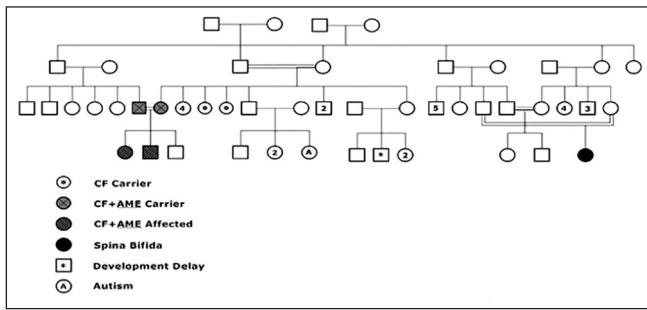 4 2 5 4 3
2 A * 2
CF Carrier
CF+AME Carrier
CF+AME Affected
Spina Bifida
* Development Delay
A Autism